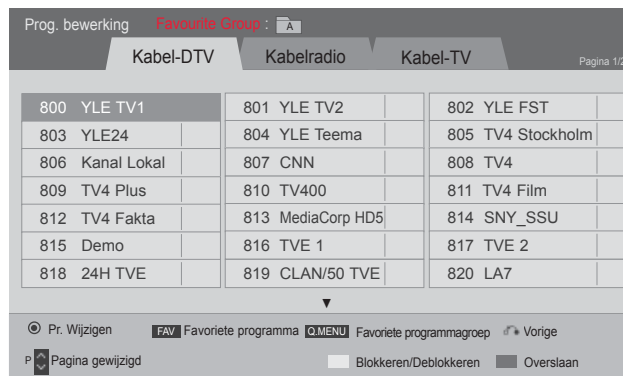 Prog. bewerking Favourite Group : A
Kabel-DTV Kabelradio Kabel-TV Pagina 1/2
800 YLE TV1 801 YLE TV2 802 YLE FST
803 YLE24 804 YLE Teema 805 TV4 Stockholm
806 Kanal Lokal 807 CNN 808 TV4
809 TV4 Plus 810 TV400 811 TV4 Film
812 TV4 Fakta 813 MediaCorp HD5 814 SNY_SSU
815 Demo 816 TVE 1 817 TVE 2
818 24H TVE 819 CLAN/50 TVE 820 LA7
Pr. Wijzigen FAV Favoriete programma Q.MENU Favoriete programmagroep Vorige
P Pagina gewijzigd Blokkeren/Deblokkeren Overslaan